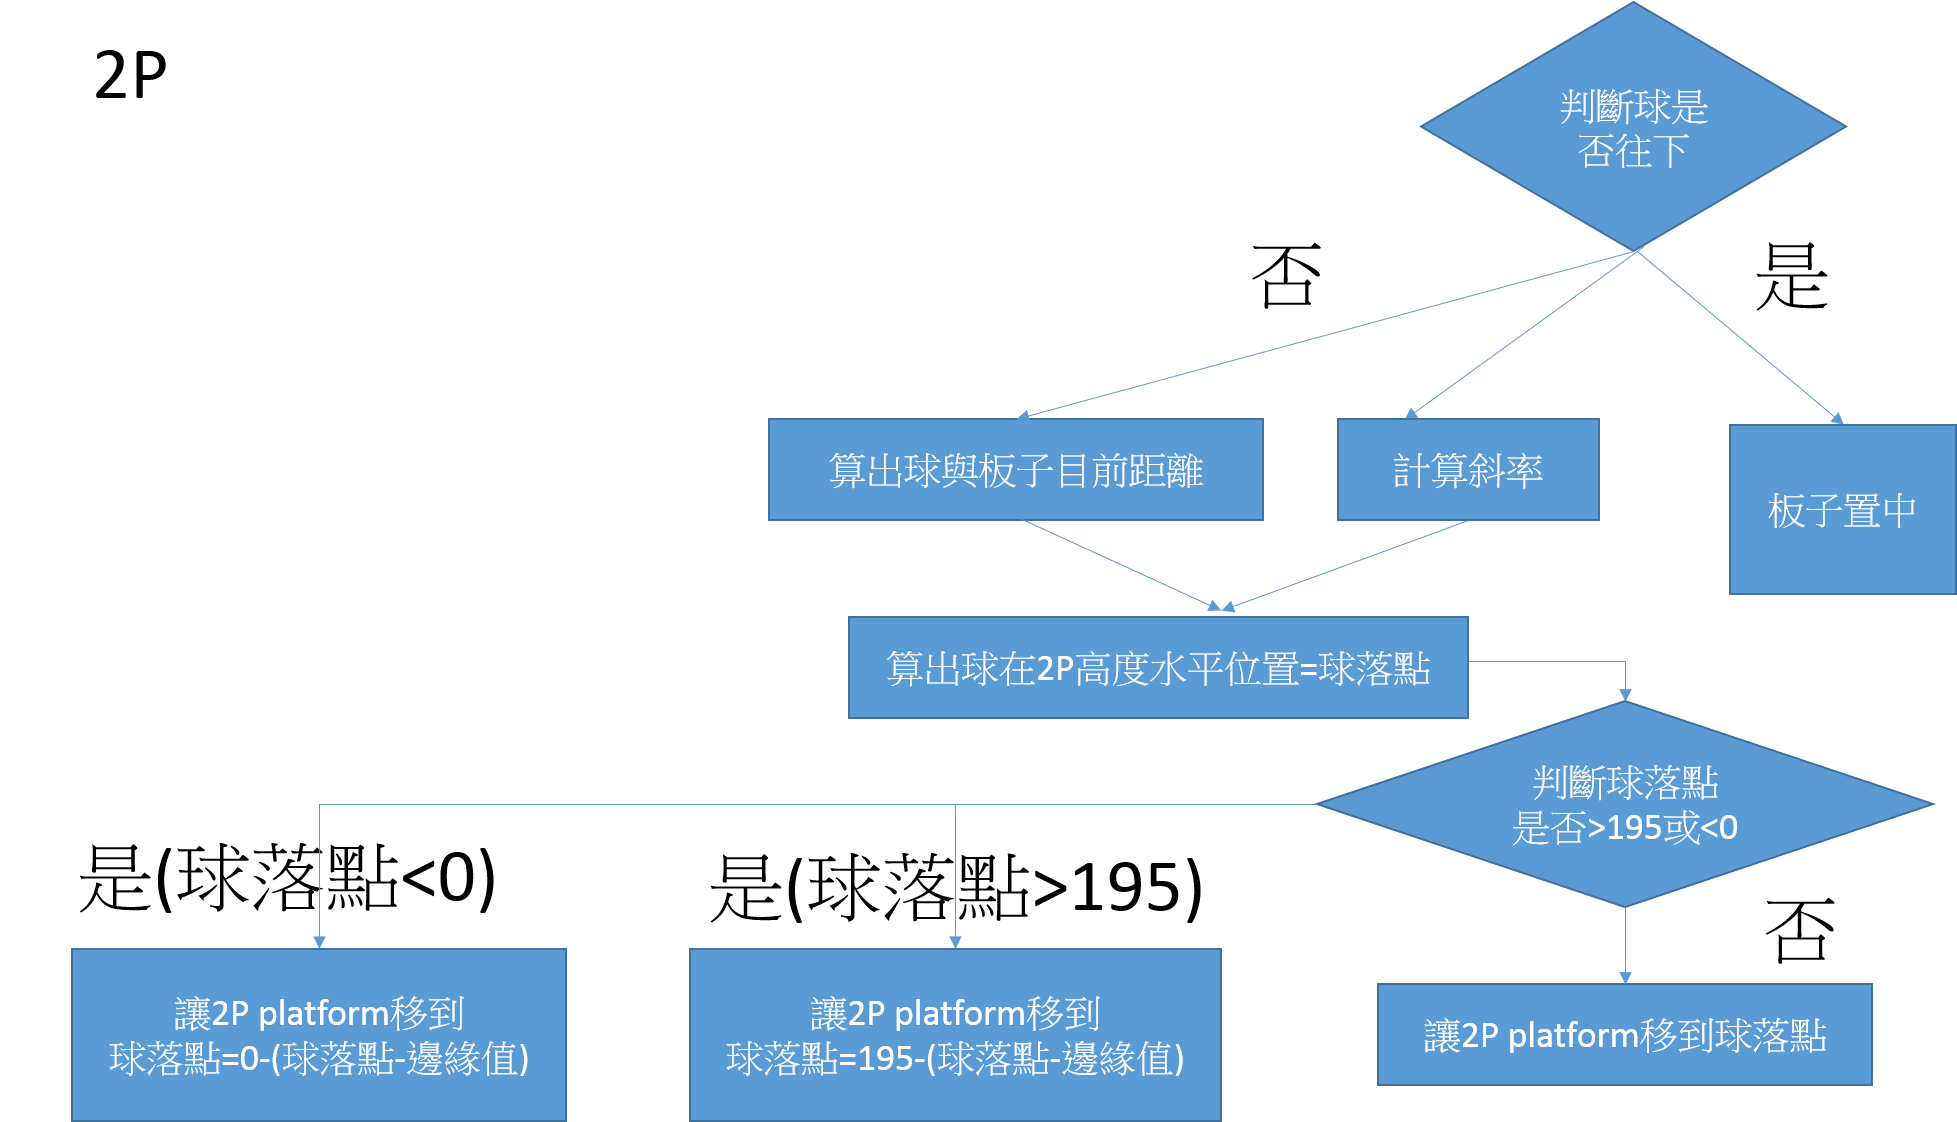 2P
判斷球是
否往下
否
是
算出球與板子目前距離
計算斜率
板子置中
算出球在2P高度水平位置=球落點
判斷球落點
是否>195或<0
是(球落點<0)
是(球落點>195)
否
讓2P platform移到
球落點=0-(球落點-邊緣值)
讓2P platform移到
球落點=195-(球落點-邊緣值)
讓2P platform移到球落點